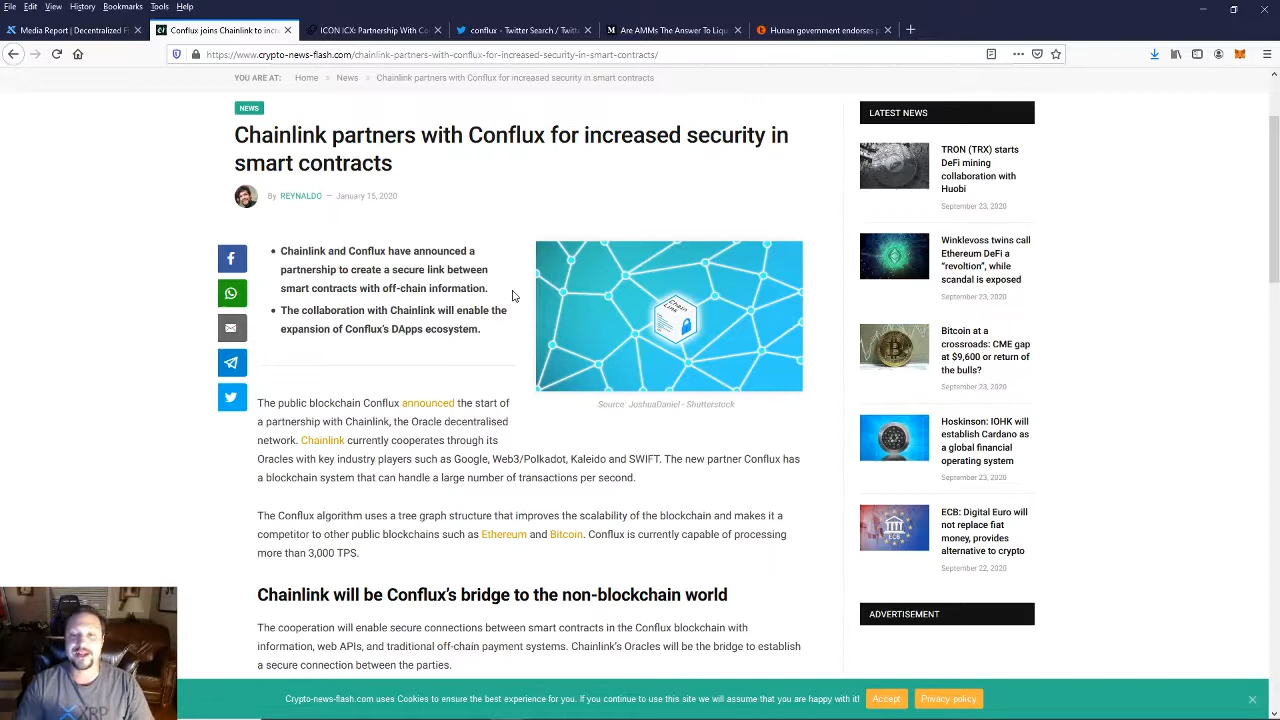 File Edit View History Bookmarks Tools Help
Media Report | Decentralized Fi
Conflux joins Chainlink to incre
ICON ICX: Partnership With Co
conflux - Twitter Search / Twitt
Are AMMs The Answer To Liqu
Hunan government endorses p
https://www.crypto-news-flash.com/chainlink-partners-with-conflux-for-increased-security-in-smart-contracts/
YOU ARE AT: Home » News » Chainlink partners with Conflux for increased security in smart contracts
NEWS
Chainlink partners with Conflux for increased security in
smart contracts
By REYNALDO — January 15, 2020
• Chainlink and Conflux have announced a
partnership to create a secure link between
smart contracts with off-chain information.
• The collaboration with Chainlink will enable the
expansion of Conflux's DApps ecosystem.
Chain
Link
Source: JoshuaDaniel - Shutterstock
The public blockchain Conflux announced the start of
a partnership with Chainlink, the Oracle decentralised
network. Chainlink currently cooperates through its
Oracles with key industry players such as Google, Web3/Polkadot, Kaleido and SWIFT. The new partner Conflux has
a blockchain system that can handle a large number of transactions per second.
The Conflux algorithm uses a tree graph structure that improves the scalability of the blockchain and makes it a
competitor to other public blockchains such as Ethereum and Bitcoin. Conflux is currently capable of processing
more than 3,000 TPS.
Chainlink will be Conflux's bridge to the non-blockchain world
The cooperation will enable secure connections between smart contracts in the Conflux blockchain with
information, web APIs, and traditional off-chain payment systems. Chainlink's Oracles will be the bridge to establish
a secure connection between the parties.
LATEST NEWS
TRON (TRX) starts
DeFi mining
collaboration with
Huobi
September 23, 2020
Winklevoss twins call
Ethereum DeFi a
"revoltion", while
scandal is exposed
September 23, 2020
Bitcoin at a
crossroads: CME gap
at $9,600 or return of
the bulls?
September 23, 2020
Hoskinson: IOHK will
establish Cardano as
a global financial
operating system
September 23, 2020
ECB: Digital Euro will
not replace fiat
money, provides
alternative to crypto
September 22, 2020
ECB
ADVERTISEMENT
Crypto-news-flash.com uses Cookies to ensure the best experience for you. If you continue to use this site we will assume that you are happy with it! Accept Privacy policy